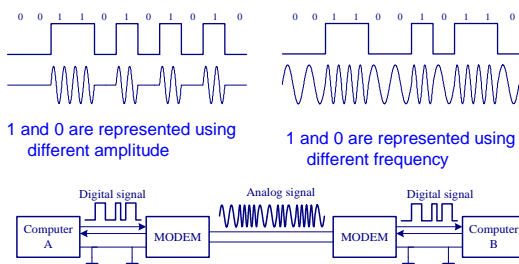 0 0 1 1 0 1 0 1 0 1 0
0 0 1 1 0 0 1 0 1 1 0
1 and 0 are represented using
different amplitude
1 and 0 are represented using
different frequency
Digital signal
Analog signal
Digital signal
Computer
A
MODEM
MODEM
Computer
B